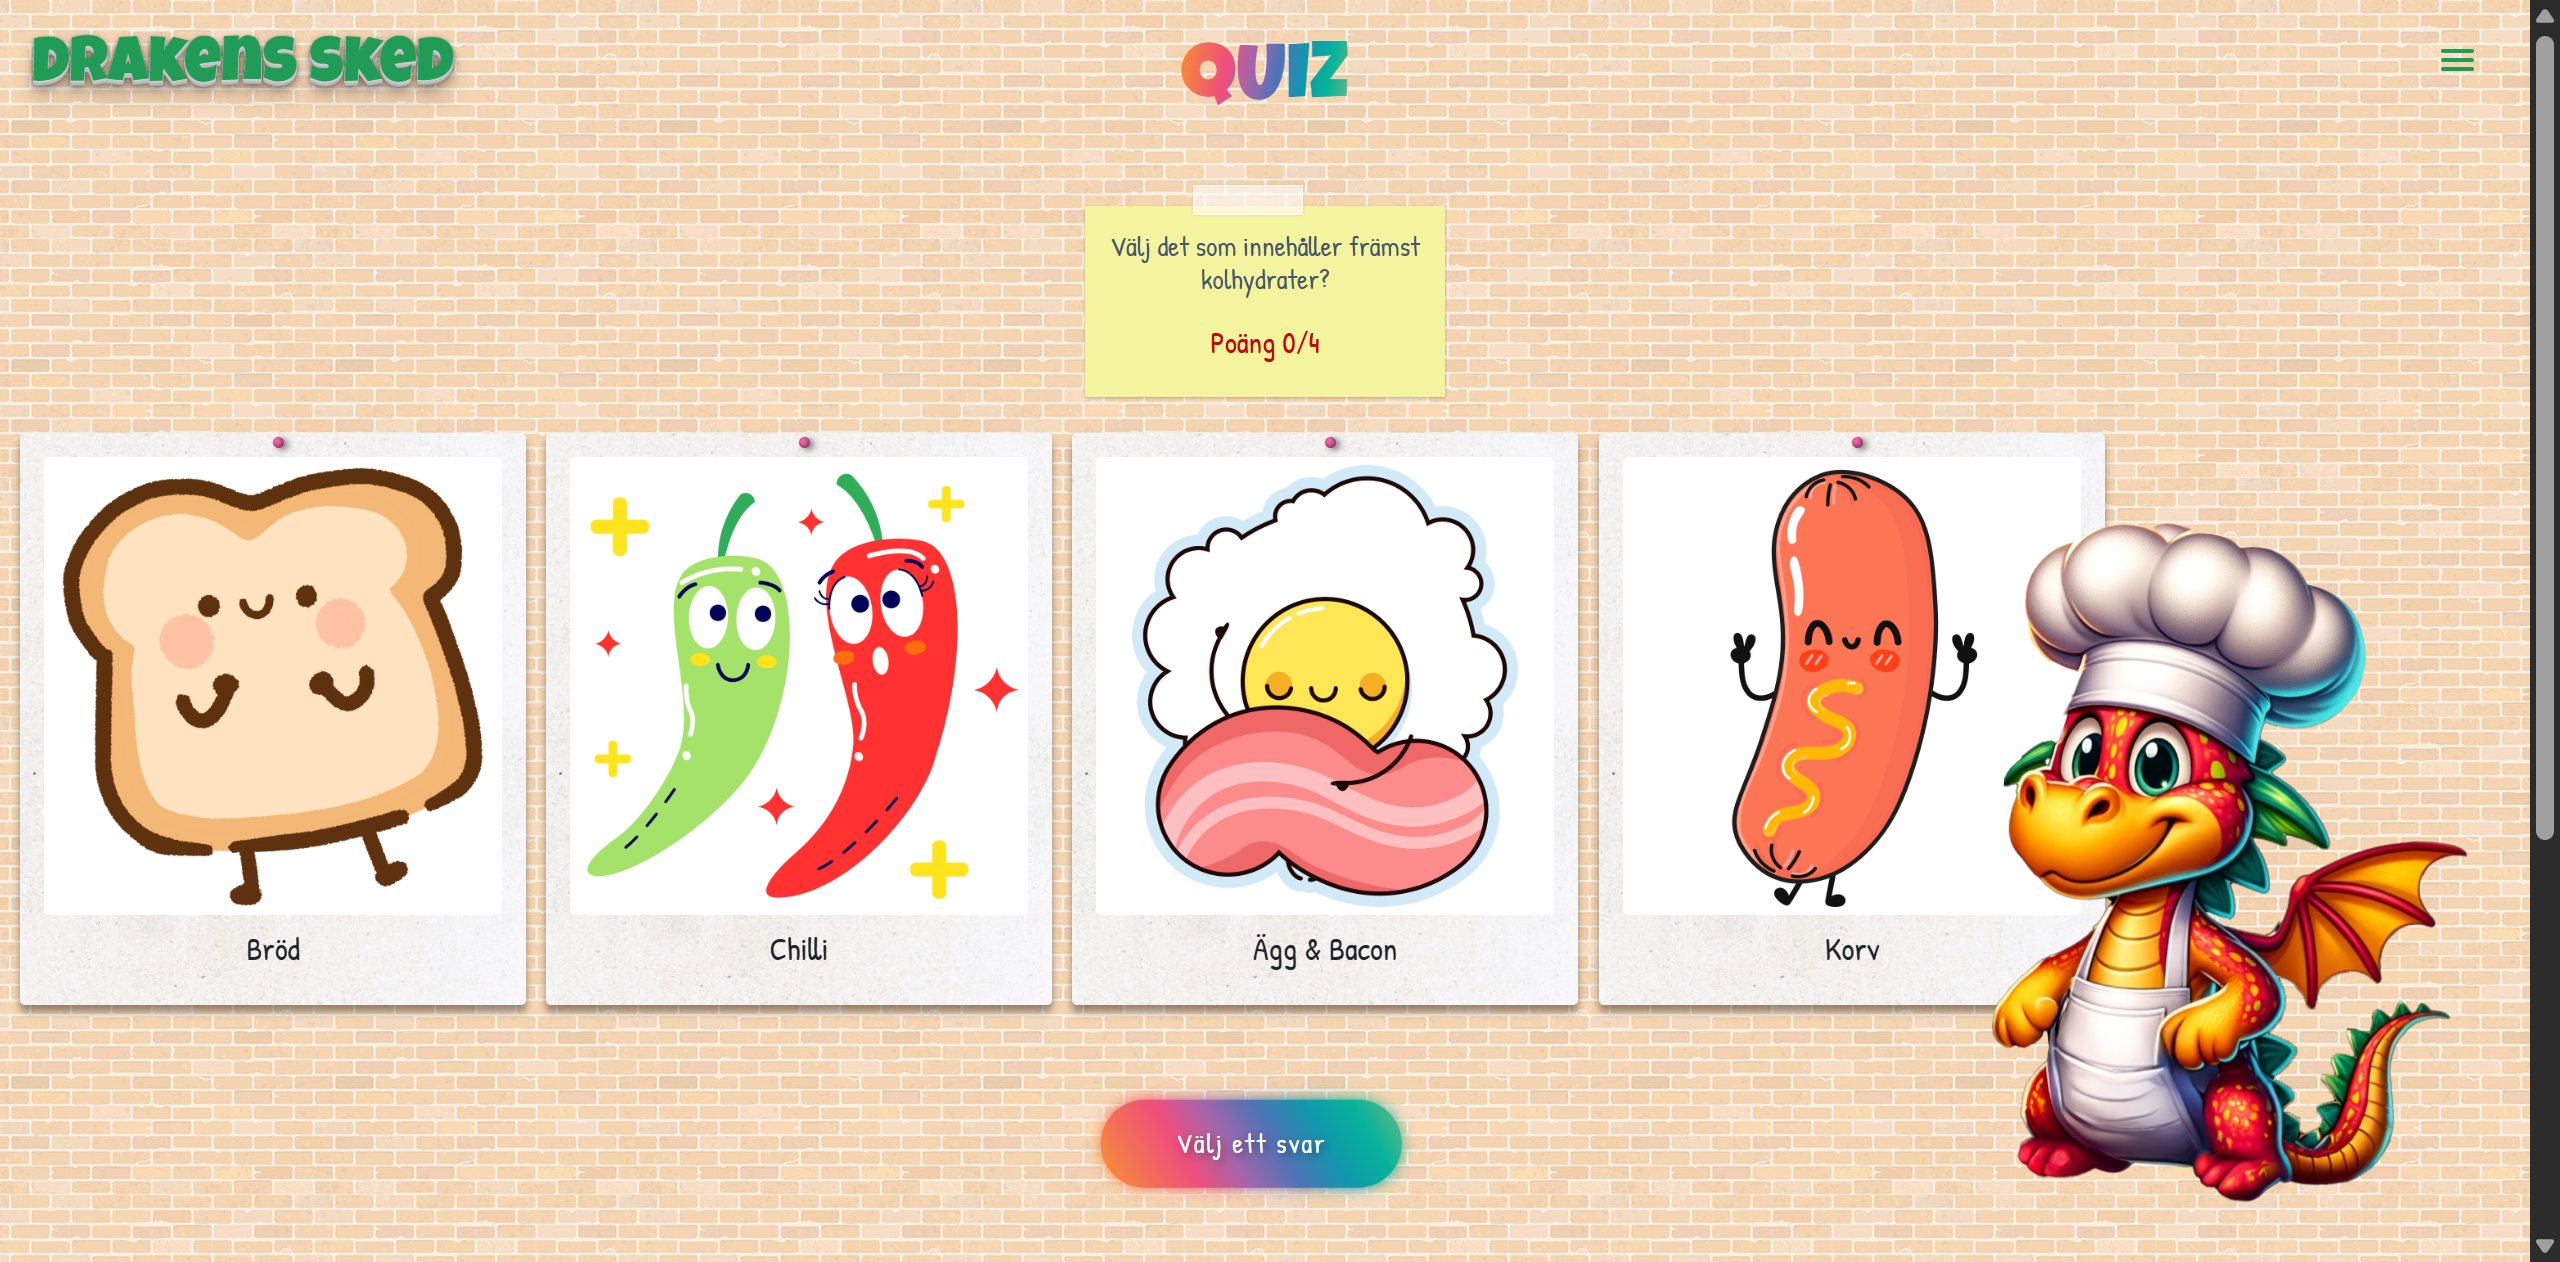 DRAKENS SKED
QUIZ
Välj det som innehåller främst
kolhydrater?
Poäng 0/4
Bröd
Chilli
Ägg & Bacon
Korv
Välj ett svar